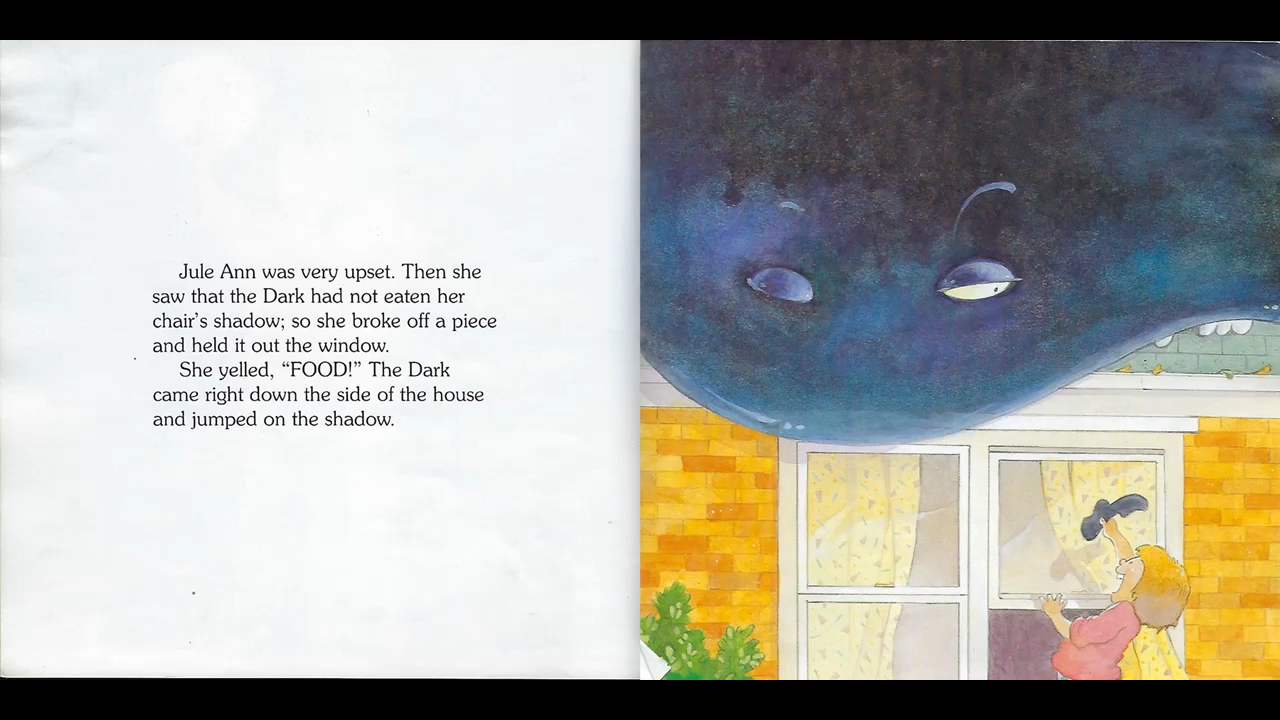 Jule Ann was very upset. Then she
saw that the Dark had not eaten her
chair's shadow; so she broke off a piece
and held it out the window.
She yelled, “FOOD!” The Dark
came right down the side of the house
and jumped on the shadow.